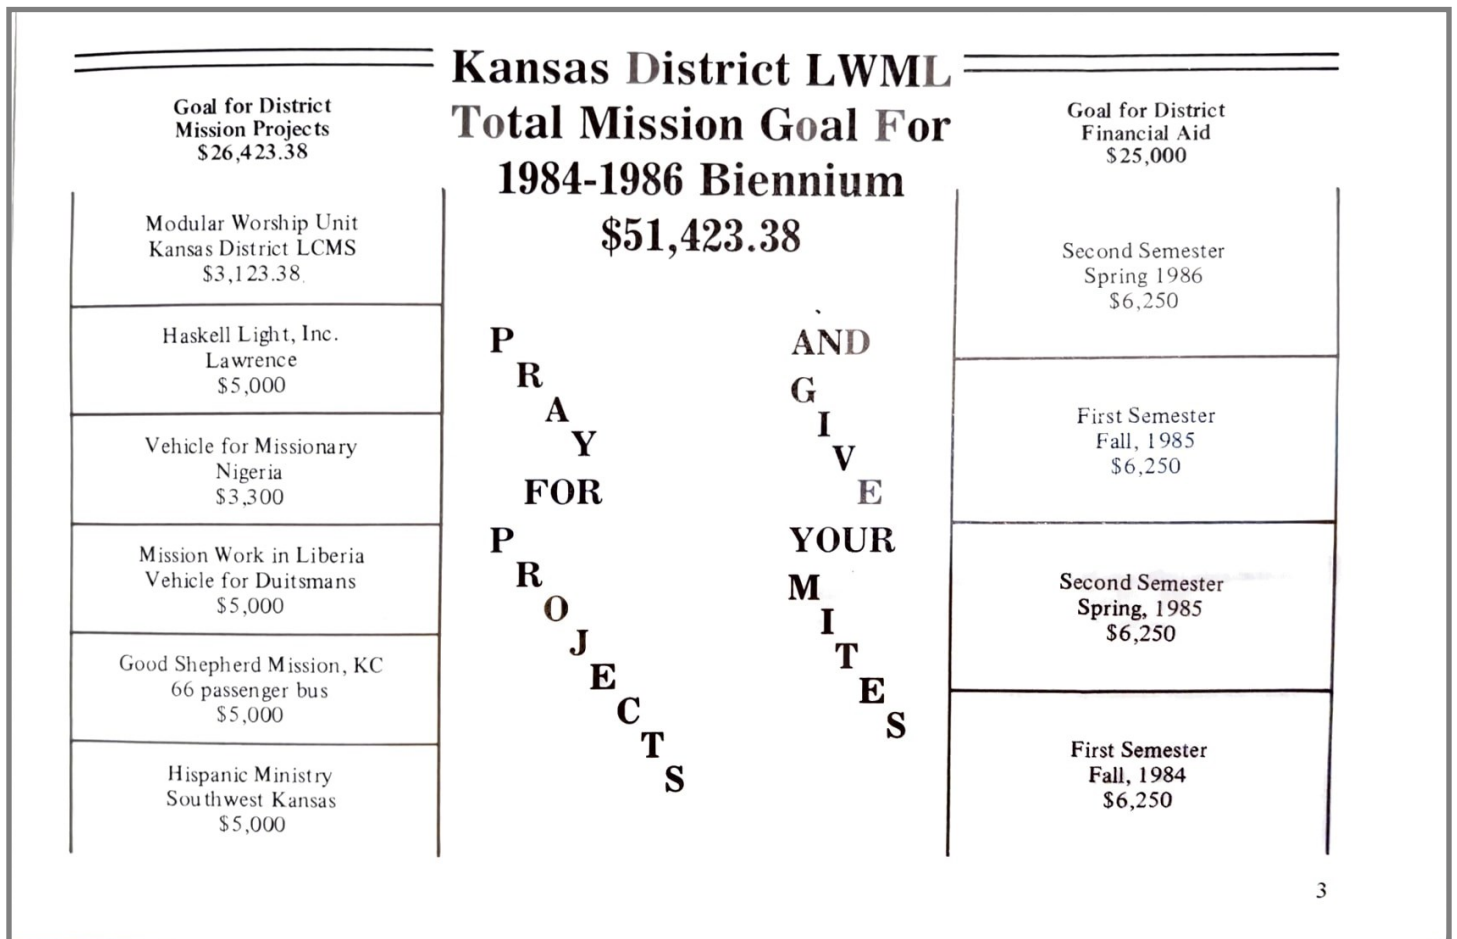 Kansas District LWML
Total Mission Goal For
1984-1986 Biennium
$51,423.38
Goal for District
Mission Projects
$26,423.38
Modular Worship Unit
Kansas District LCMS
$3,123.38
Haskell Light, Inc.
Lawrence
$5,000
Vehicle for Missionary
Nigeria
$3,300
Mission Work in Liberia
Vehicle for Duitsmans
$5,000
Good Shepherd Mission, KC
66 passenger bus
$5,000
Hispanic Ministry
Southwest Kansas
$5,000
PRAY
FOR
PROJECTS
AND
GIVE
YOUR
MITES
Goal for District
Financial Aid
$25,000
Second Semester
Spring 1986
$6,250
First Semester
Fall, 1985
$6,250
Second Semester
Spring, 1985
$6,250
First Semester
Fall, 1984
$6,250
3